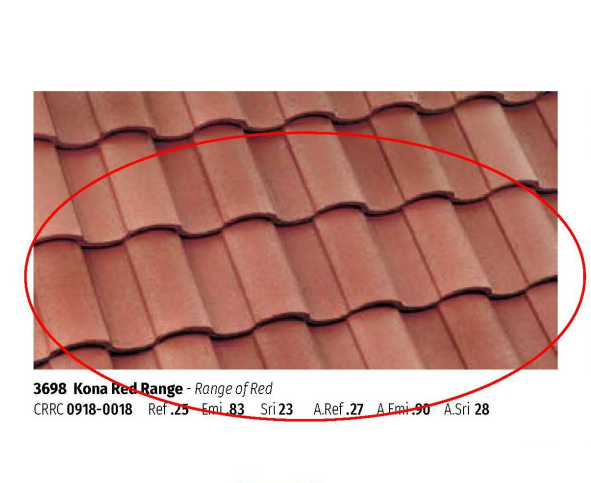 3698 Kona Red Range - Range of Red
CRRC 0918-0018 Ref .25 Emi .83 Sri 23 A.Ref .27 A.Emi .90 A.Sri 28